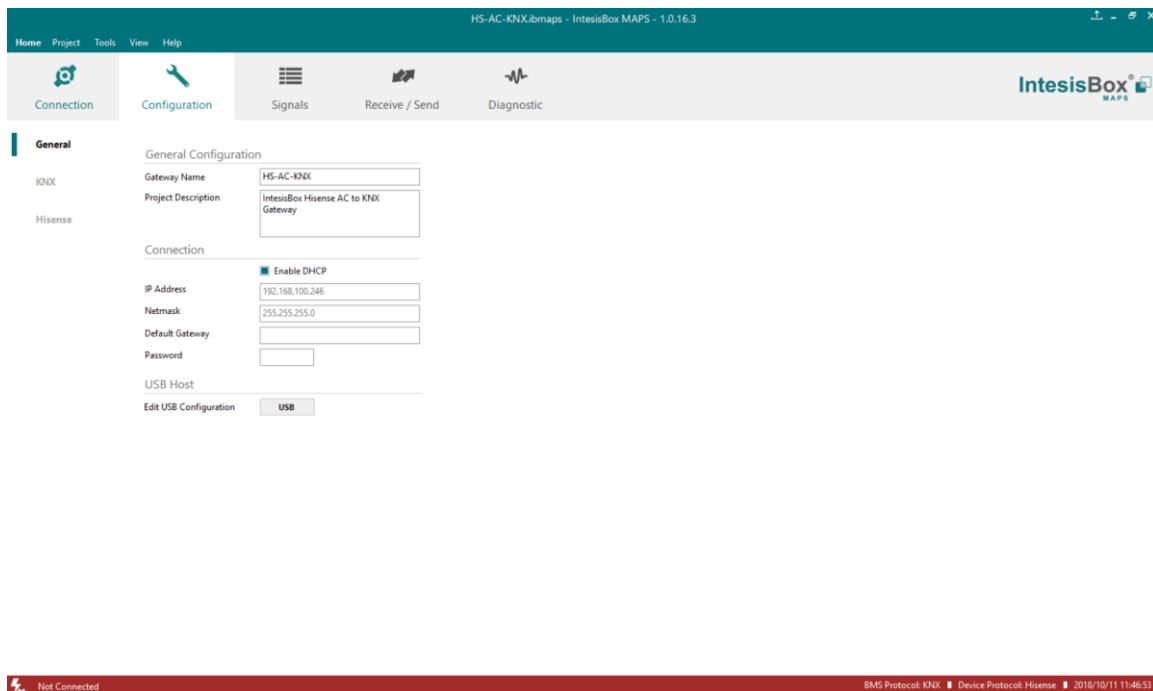 HS-AC-KNX.ibmaps - IntesisBox MAPS - 1.0.16.3
Home Project Tools View Help
Connection Configuration Signals Receive / Send Diagnostic
IntesisBox®
MAPS
General
KNX
Hisense
General Configuration
Gateway Name HS-AC-KNX
Project Description IntesisBox Hisense AC to KNX
Gateway
Connection
Enable DHCP
IP Address 192.168.100.246
Netmask 255.255.255.0
Default Gateway
Password
USB Host
Edit USB Configuration USB
Not Connected BMS Protocol: KNX Device Protocol: Hisense 2018/10/11 11:46:53